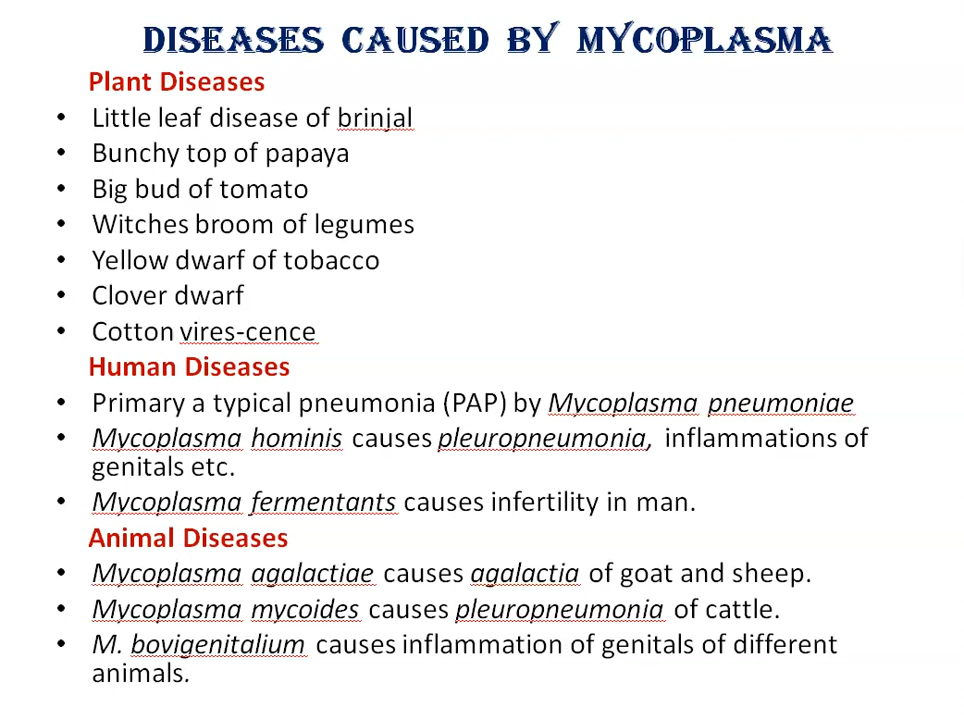 DISEASES CAUSED BY MYCOPLASMA
Plant Diseases
• Little leaf disease of brinjal
• Bunchy top of papaya
• Big bud of tomato
• Witches broom of legumes
• Yellow dwarf of tobacco
• Clover dwarf
• Cotton vires-cence
Human Diseases
• Primary a typical pneumonia (PAP) by Mycoplasma pneumoniae
• Mycoplasma hominis causes pleuropneumonia, inflammations of
genitals etc.
• Mycoplasma fermentants causes infertility in man.
Animal Diseases
• Mycoplasma agalactiae causes agalactia of goat and sheep.
• Mycoplasma mycoides causes pleuropneumonia of cattle.
• M. bovigenitalium causes inflammation of genitals of different
animals.